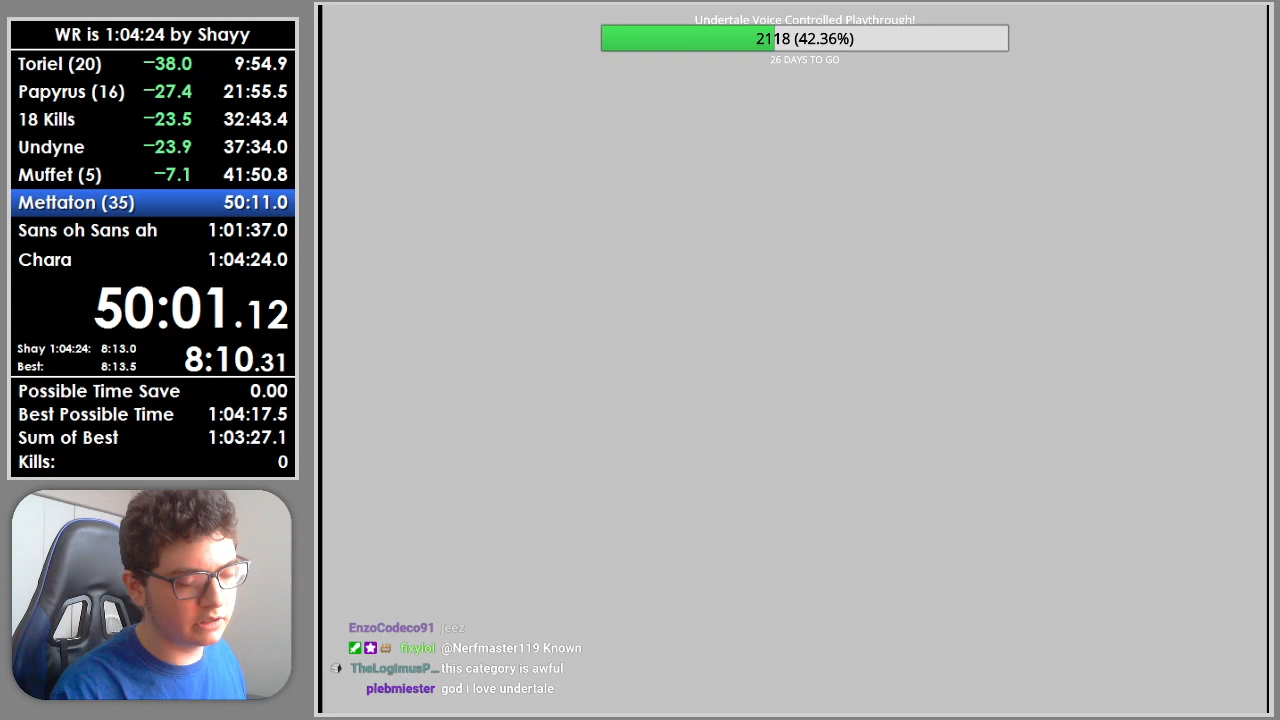 WR is 1:04:24 by Shayy
Toriel (20) −38.0 9:54.9
Papyrus (16) −27.4 21:55.5
18 Kills −23.5 32:43.4
Undyne −23.9 37:34.0
Muffet (5) −7.1 41:50.8
Mettaton (35) 50:11.0
Sans oh Sans ah 1:01:37.0
Chara 1:04:24.0
50:01.12
Shay 1:04:24: 8:13.0
Best: 8:13.5
8:10.31
Possible Time Save 0.00
Best Possible Time 1:04:17.5
Sum of Best 1:03:27.1
Kills: 0
Undertale Voice Controlled Playthrough!
2118 (42.36%)
26 DAYS TO GO
EnzoCodeco91 jeez
fixylol @Nerfmaster119 Known
TheLogimusP... this category is awful
plebmiester god i love undertale